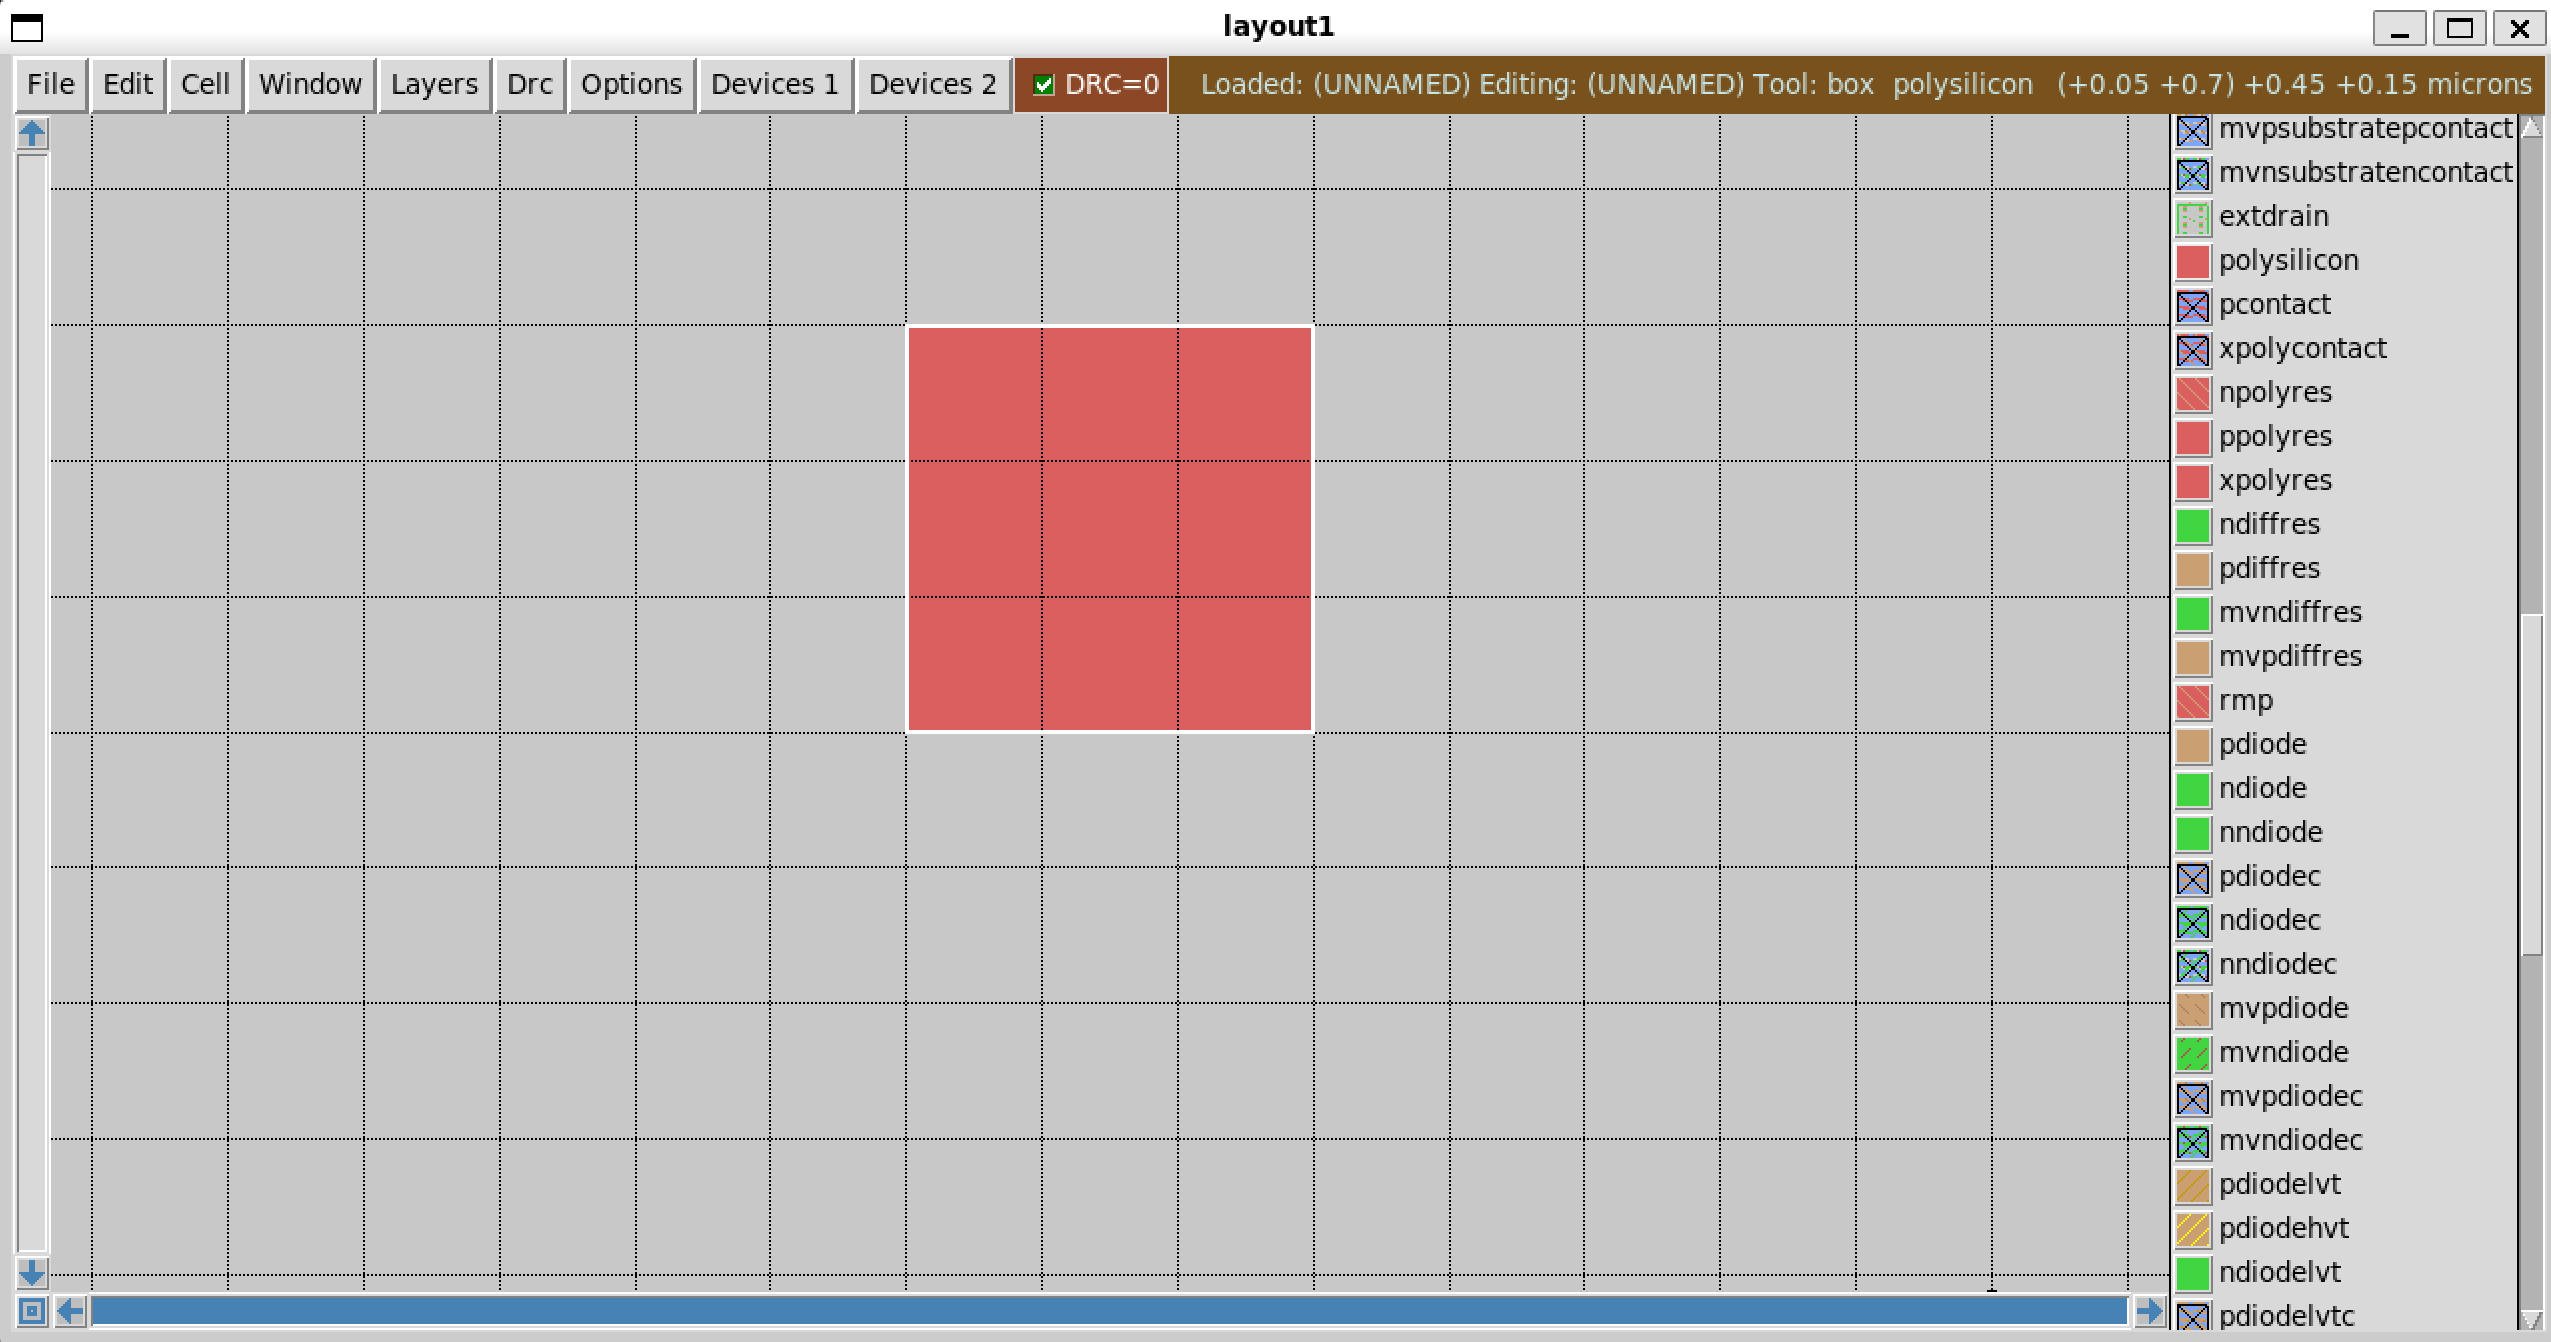 layout1
File Edit Cell Window Layers Drc Options Devices 1 Devices 2 DRC=0 Loaded: (UNNAMED) Editing: (UNNAMED) Tool: box polysilicon (+0.05 +0.7) +0.45 +0.15 microns
mvpsubstratepcontact
mvnsubstratencontact
extdrain
polysilicon
pcontact
xpolycontact
npolyres
ppolyres
xpolyres
ndiffres
pdiffres
mvndiffres
mvpdiffres
rmp
pdiode
ndiode
nndiode
pdiodec
ndiodec
nndiodec
mvpdiode
mvndiode
mvpdiodec
mvndiodec
pdiodelvt
pdiodehvt
ndiodelvt
pdiodelvtc